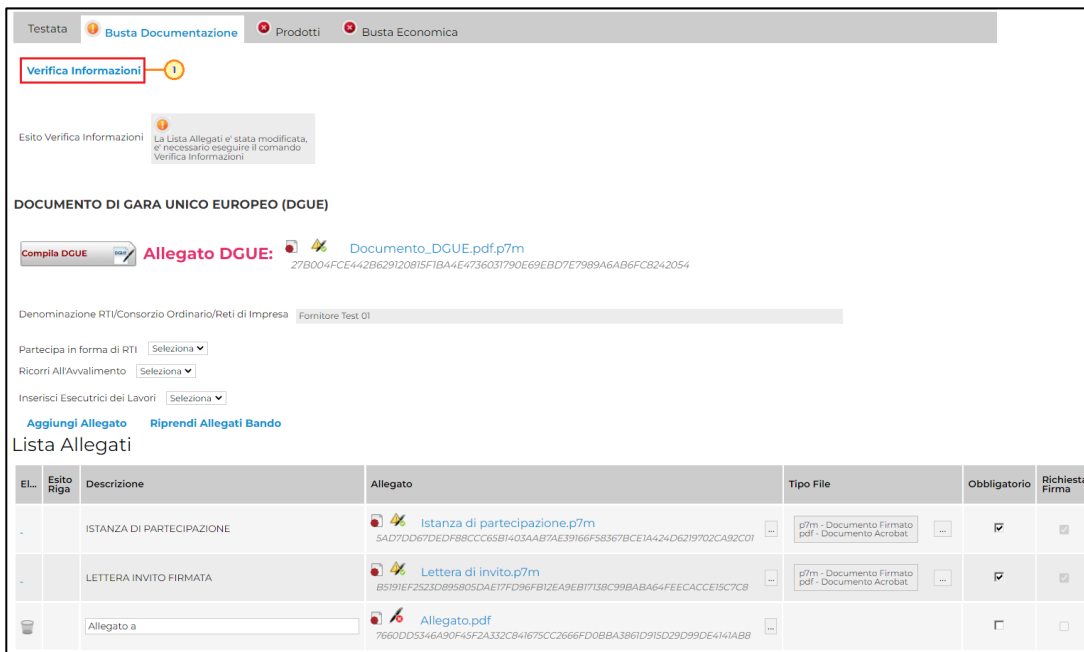 Testata Busta Documentazione Prodotti Busta Economica
Verifica Informazioni 1
Esito Verifica Informazioni
La Lista Allegati e' stata modificata,
e' necessario eseguire il comando
Verifica Informazioni
DOCUMENTO DI GARA UNICO EUROPEO (DGUE)
Compila DGUE DGUE Allegato DGUE: Documento_DGUE.pdf.p7m
27B004FCE442B629120815F1BA4E4736031790E69EBD7E7989A6AB6FC8242054
Denominazione RTI/Consorzio Ordinario/Reti di Impresa Fornitore Test 01
Partecipa in forma di RTI Seleziona
Ricorri All'Avvalimento Seleziona
Inserisci Esecutrici dei Lavori Seleziona
Aggiungi Allegato Riprendi Allegati Bando
Lista Allegati
El... Esito Riga Descrizione Allegato Tipo File Obbligatorio Richiesta Firma
ISTANZA DI PARTECIPAZIONE Istanza di partecipazione.p7m ... p7m - Documento Firmato ...
5AD7DD67DEDF88CCC65B1403AAB7AE39166F58367BCE1A424D6219702CA92C01 pdf - Documento Acrobat
LETTERA INVITO FIRMATA Lettera di invito.p7m ... p7m - Documento Firmato ...
B5191EF2523D895805DAE17FD96FB12EA9EB17138C99BABA64FEECACCE15C7C8 pdf - Documento Acrobat
Allegato a Allegato.pdf ...
7660DD5346A90F45F2A332C841675CC2666FD0BBA3861D915D29D99DE4141AB8